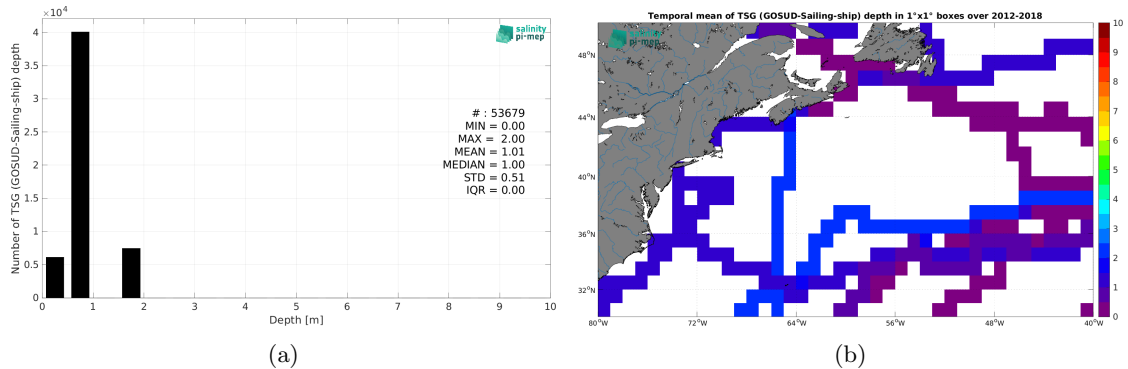 ×10⁴
4
3.5
3
2.5
2
1.5
1
0.5
0
Number of TSG (GOSUD-Sailing-ship) depth
0 1 2 3 4 5 6 7 8 9 10
Depth [m]
salinity
pi-mep
# : 53679
MIN = 0.00
MAX = 2.00
MEAN = 1.01
MEDIAN = 1.00
STD = 0.51
IQR = 0.00
(a)
Temporal mean of TSG (GOSUD-Sailing-ship) depth in 1°x1° boxes over 2012-2018
salinity
pi-mep
48°N
44°N
40°N
36°N
32°N
80°W 72°W 64°W 56°W 48°W 40°W
10
9
8
7
6
5
4
3
2
1
0
(b)